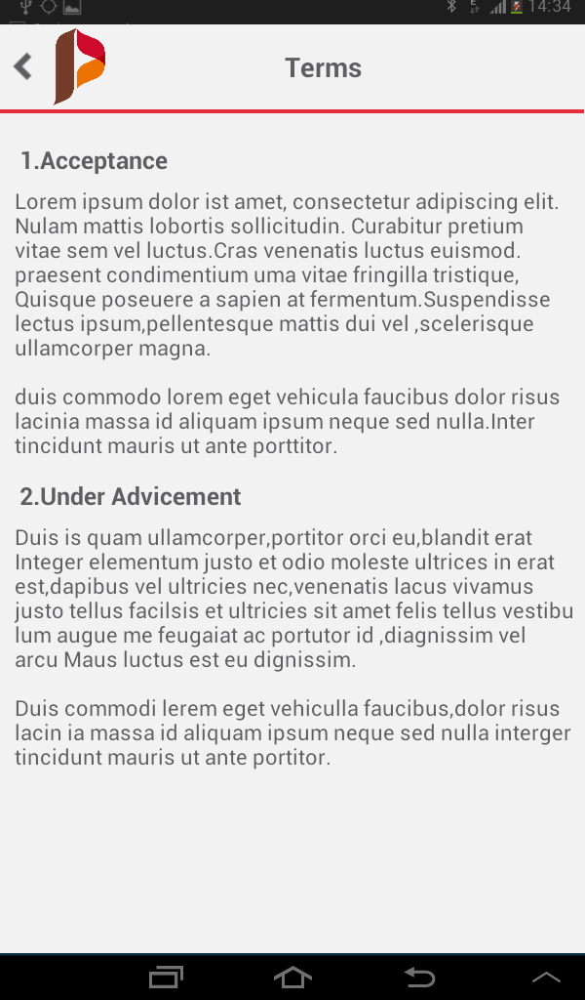 14:34
Terms
1.Acceptance
Lorem ipsum dolor ist amet, consectetur adipiscing elit.
Nulam mattis lobortis sollicitudin. Curabitur pretium
vitae sem vel luctus.Cras venenatis luctus euismod.
praesent condimentium uma vitae fringilla tristique,
Quisque poseuere a sapien at fermentum.Suspendisse
lectus ipsum,pellentesque mattis dui vel ,scelerisque
ullamcorper magna.
duis commodo lorem eget vehicula faucibus dolor risus
lacinia massa id aliquam ipsum neque sed nulla.Inter
tincidunt mauris ut ante porttitor.
2.Under Advicement
Duis is quam ullamcorper,portitor orci eu,blandit erat
Integer elementum justo et odio moleste ultrices in erat
est,dapibus vel ultricies nec,venenatis lacus vivamus
justo tellus facilsis et ultricies sit amet felis tellus vestibu
lum augue me feugaiat ac portutor id ,diagnissim vel
arcu Maus luctus est eu dignissim.
Duis commodi lerem eget vehiculla faucibus,dolor risus
lacin ia massa id aliquam ipsum neque sed nulla interger
tincidunt mauris ut ante portitor.